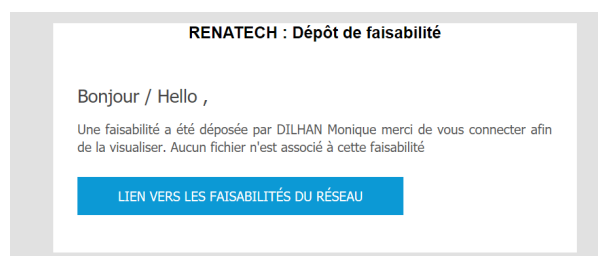 RENATECH : Dépôt de faisabilité
Bonjour / Hello ,
Une faisabilité a été déposée par DILHAN Monique merci de vous connecter afin
de la visualiser. Aucun fichier n'est associé à cette faisabilité
LIEN VERS LES FAISABILITÉS DU RÉSEAU